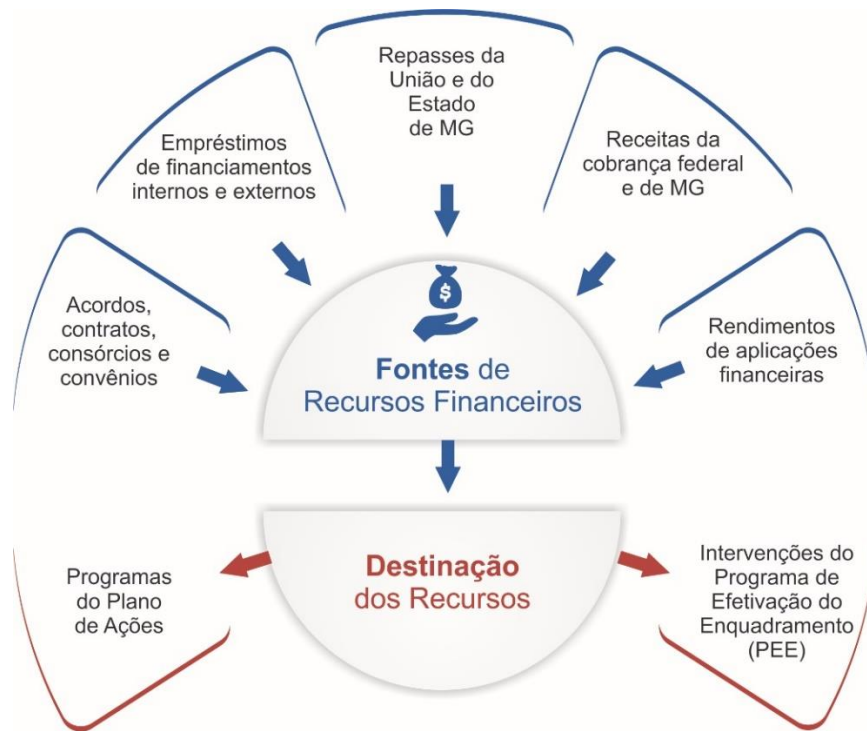 Repasses da
União e do
Estado
de MG
Empréstimos
de financiamentos
internos e externos
Receitas da
cobrança federal
e de MG
Acordos,
contratos,
consórcios e
convênios
$
Fontes de
Recursos Financeiros
Rendimentos
de aplicações
financeiras
Programas
do Plano
de Ações
Destinação
dos Recursos
Intervenções do
Programa de
Efetivação do
Enquadramento
(PEE)